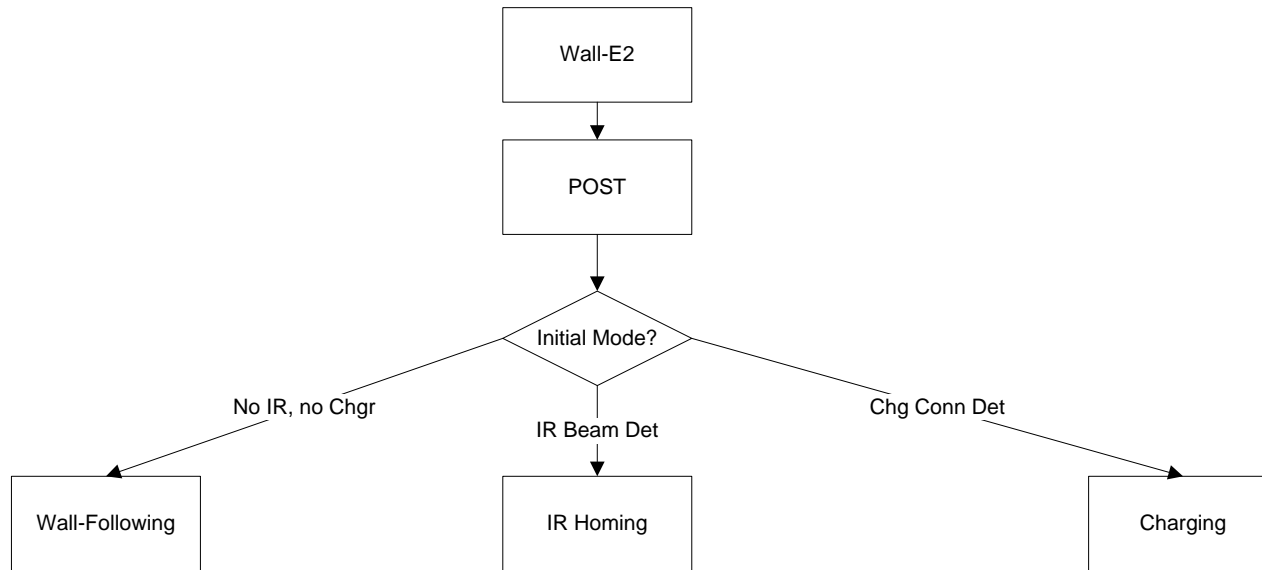 Wall-E2
POST
Initial Mode?
No IR, no Chgr
Chg Conn Det
IR Beam Det
Wall-Following
IR Homing
Charging